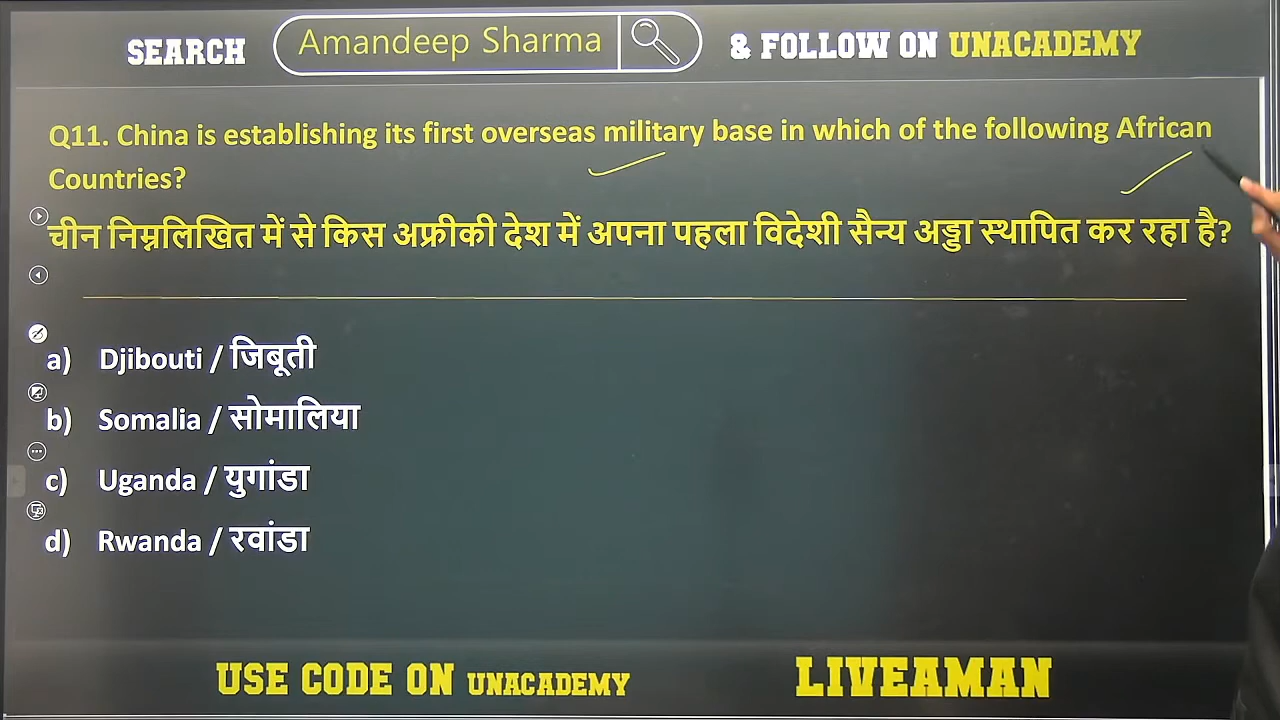 SEARCH Amandeep Sharma & FOLLOW ON UNACADEMY
Q11. China is establishing its first overseas military base in which of the following African
Countries?
चीन निम्नलिखित में से किस अफ्रीकी देश में अपना पहला विदेशी सैन्य अड्डा स्थापित कर रहा है?
a) Djibouti / जिबूती
b) Somalia / सोमालिया
c) Uganda / युगांडा
d) Rwanda / रवांडा
USE CODE ON UNACADEMY LIVEAMAN